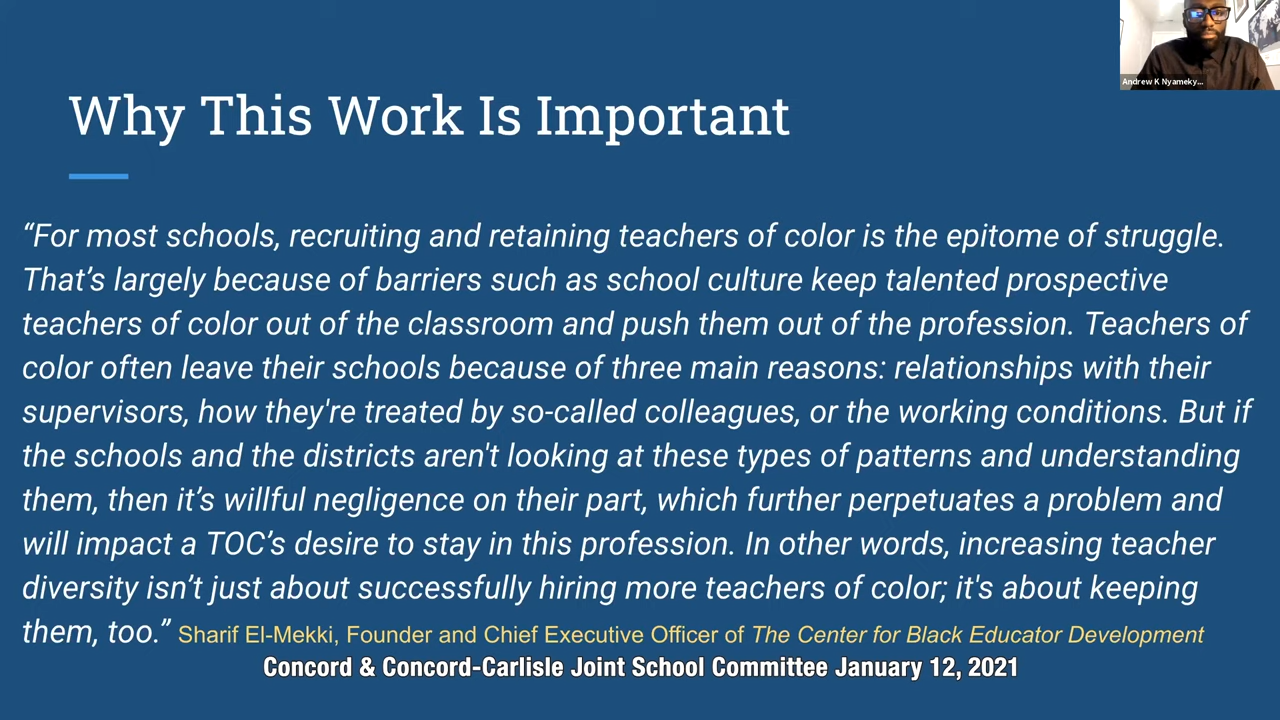 Andrew K Nyameky...
Why This Work Is Important
“For most schools, recruiting and retaining teachers of color is the epitome of struggle.
That’s largely because of barriers such as school culture keep talented prospective
teachers of color out of the classroom and push them out of the profession. Teachers of
color often leave their schools because of three main reasons: relationships with their
supervisors, how they're treated by so-called colleagues, or the working conditions. But if
the schools and the districts aren't looking at these types of patterns and understanding
them, then it’s willful negligence on their part, which further perpetuates a problem and
will impact a TOC’s desire to stay in this profession. In other words, increasing teacher
diversity isn’t just about successfully hiring more teachers of color; it's about keeping
them, too.” Sharif El-Mekki, Founder and Chief Executive Officer of The Center for Black Educator Development
Concord & Concord-Carlisle Joint School Committee January 12, 2021